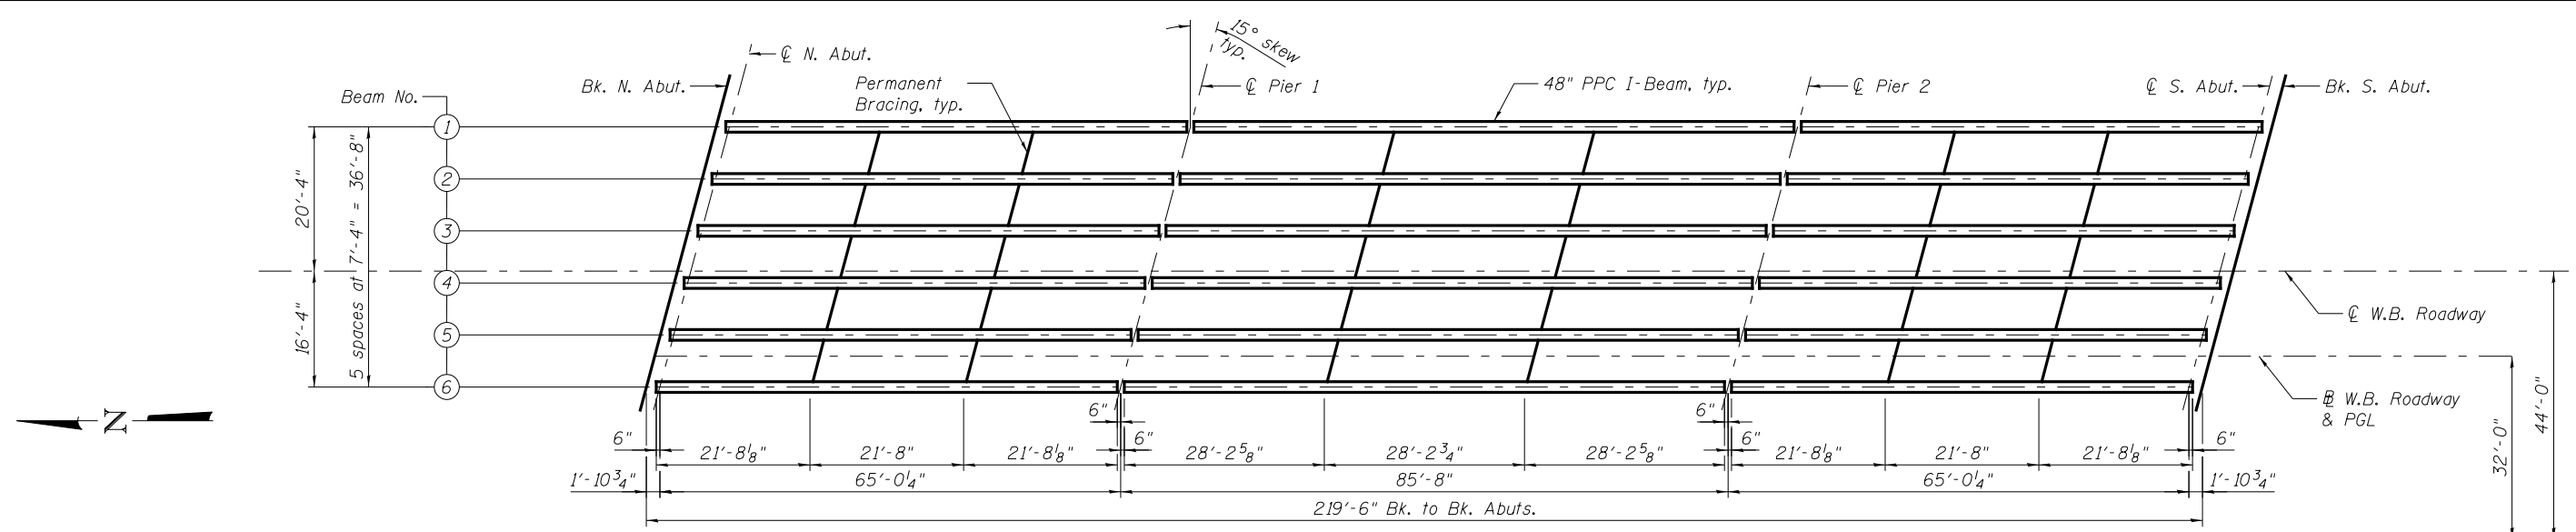 15° skew
typ.
℄ N. Abut.
Bk. N. Abut.
Permanent
Bracing, typ.
℄ Pier 1
48" PPC I-Beam, typ.
℄ Pier 2
℄ S. Abut.
Bk. S. Abut.
Beam No.
1
2
3
4
5
6
20'-4"
16'-4"
5 spaces at 7'-4" = 36'-8"
N
℄ W.B. Roadway
℄ W.B. Roadway
& PGL
44'-0"
32'-0"
6"
6"
6"
6"
6"
6"
21'-8⅛"
21'-8"
21'-8⅛"
28'-2⅝"
28'-2¾"
28'-2⅝"
21'-8⅛"
21'-8"
21'-8⅛"
1'-10¾"
65'-0¼"
85'-8"
65'-0¼"
1'-10¾"
219'-6" Bk. to Bk. Abuts.